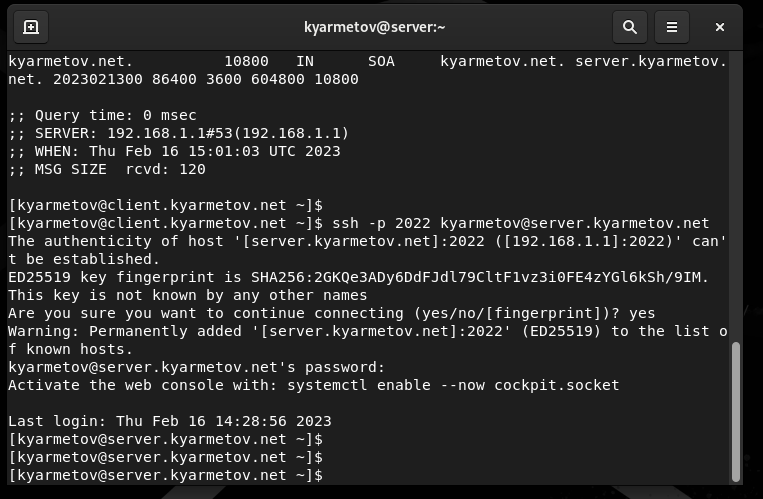 kyarmetov@server:~
kyarmetov.net.          10800   IN      SOA     kyarmetov.net. server.kyarmetov.
net. 2023021300 86400 3600 604800 10800
;; Query time: 0 msec
;; SERVER: 192.168.1.1#53(192.168.1.1)
;; WHEN: Thu Feb 16 15:01:03 UTC 2023
;; MSG SIZE  rcvd: 120
[kyarmetov@client.kyarmetov.net ~]$
[kyarmetov@client.kyarmetov.net ~]$ ssh -p 2022 kyarmetov@server.kyarmetov.net
The authenticity of host '[server.kyarmetov.net]:2022 ([192.168.1.1]:2022)' can'
t be established.
ED25519 key fingerprint is SHA256:2GKQe3ADy6DdFJdl79CltF1vz3i0FE4zYGl6kSh/9IM.
This key is not known by any other names
Are you sure you want to continue connecting (yes/no/[fingerprint])? yes
Warning: Permanently added '[server.kyarmetov.net]:2022' (ED25519) to the list o
f known hosts.
kyarmetov@server.kyarmetov.net's password:
Activate the web console with: systemctl enable --now cockpit.socket
Last login: Thu Feb 16 14:28:56 2023
[kyarmetov@server.kyarmetov.net ~]$
[kyarmetov@server.kyarmetov.net ~]$
[kyarmetov@server.kyarmetov.net ~]$